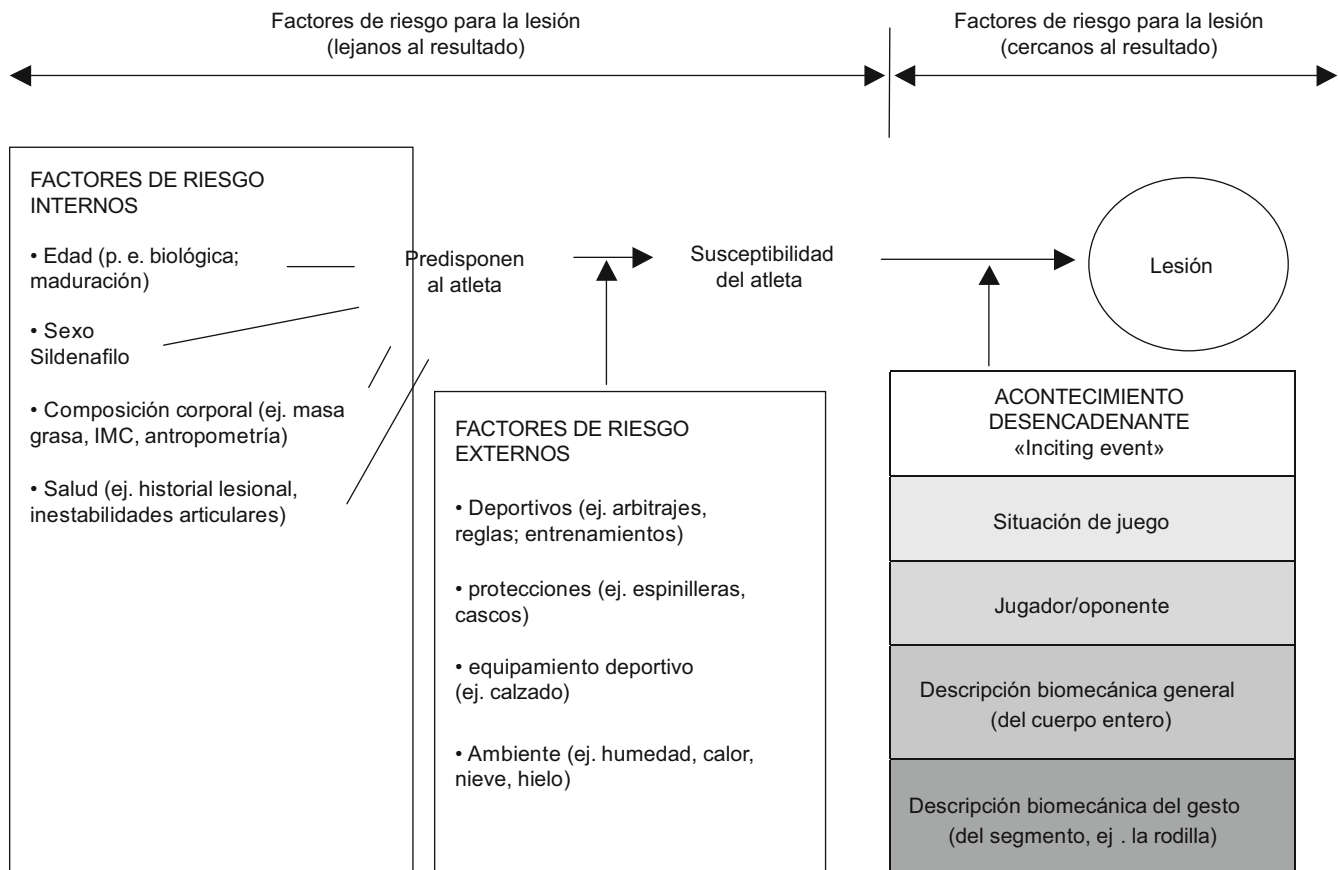 Factores de riesgo para la lesión
(lejanos al resultado)
Factores de riesgo para la lesión
(cercanos al resultado)
FACTORES DE RIESGO
INTERNOS
• Edad (p. e. biológica;
maduración)
• Sexo
Sildenafilo
• Composición corporal (ej. masa
grasa, IMC, antropometría)
• Salud (ej. historial lesional,
inestabilidades articulares)
Predisponen
al atleta
Susceptibilidad
del atleta
Lesión
FACTORES DE RIESGO
EXTERNOS
• Deportivos (ej. arbitrajes,
reglas; entrenamientos)
• protecciones (ej. espinilleras,
cascos)
• equipamiento deportivo
(ej. calzado)
• Ambiente (ej. humedad, calor,
nieve, hielo)
ACONTECIMIENTO
DESENCADENANTE
«Inciting event»
Situación de juego
Jugador/oponente
Descripción biomecánica general
(del cuerpo entero)
Descripción biomecánica del gesto
(del segmento, ej . la rodilla)